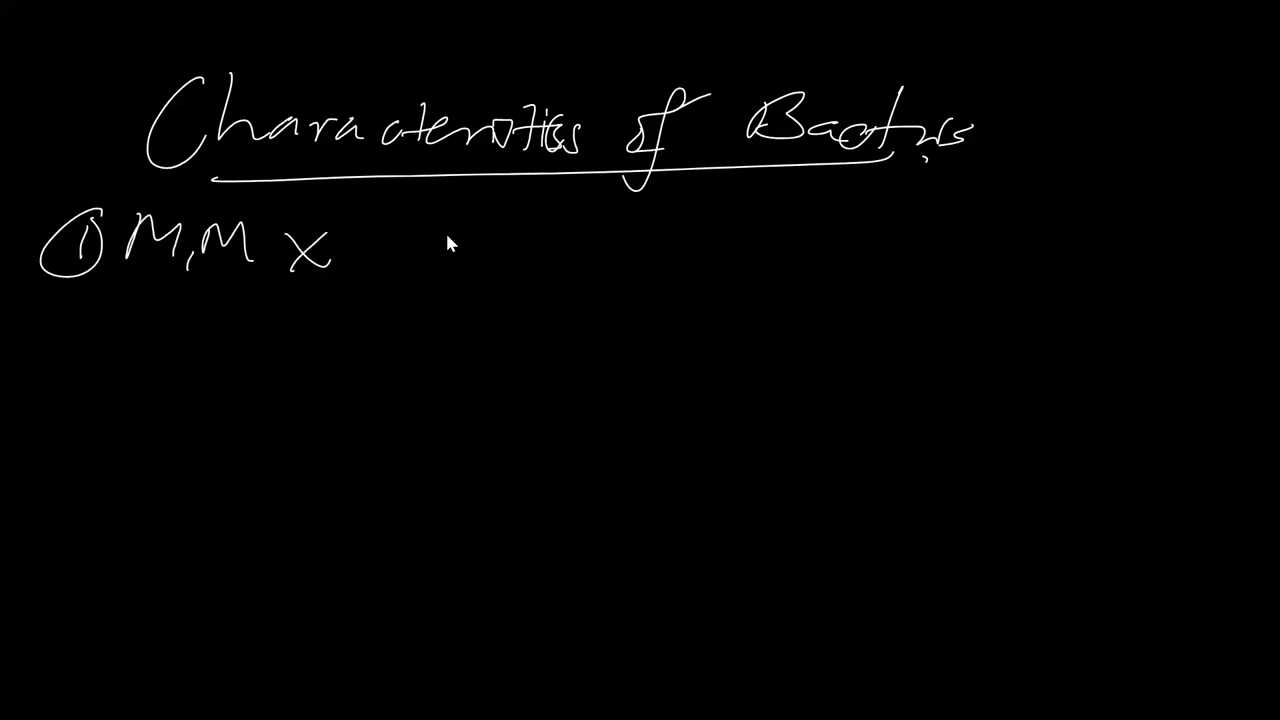 Characteristics of Bacteria
① M, M X